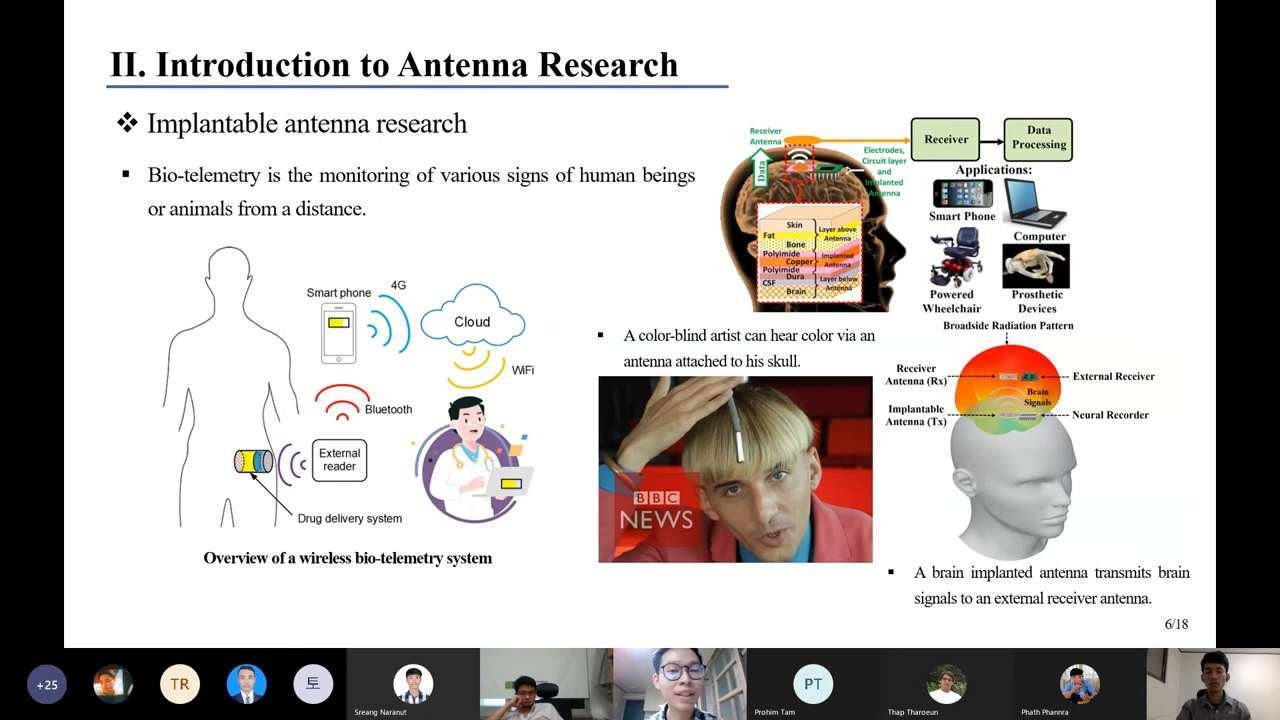 II. Introduction to Antenna Research
❖ Implantable antenna research
▪ Bio-telemetry is the monitoring of various signs of human beings
or animals from a distance.
Smart phone
4G
Cloud
WiFi
Bluetooth
External
reader
Drug delivery system
Overview of a wireless bio-telemetry system
Receiver
Antenna
Data
Electrodes,
Circuit layer
and
Implanted
Antenna
Skin
Fat
Bone
Polyimide
Copper
Polyimide
Dura
CSF
Brain
Layer above
Antenna
Implanted
Antenna
Layer below
Antenna
Receiver
Data
Processing
Applications:
Smart Phone
Computer
Powered
Wheelchair
Prosthetic
Devices
▪ A color-blind artist can hear color via an
antenna attached to his skull.
BBC
NEWS
Broadside Radiation Pattern
Receiver
Antenna (Rx)
External Receiver
Brain
Signals
Implantable
Antenna (Tx)
Neural Recorder
▪ A brain implanted antenna transmits brain
signals to an external receiver antenna.
6/18
+25
TR
토
Sreang Naranut
PT
Prohim Tam
Thap Tharoeun
Phath Phannra